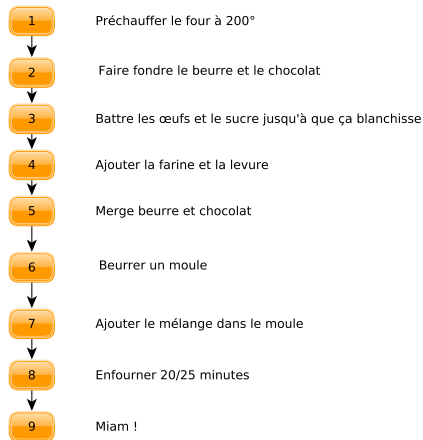 1 Préchauffer le four à 200°
2 Faire fondre le beurre et le chocolat
3 Battre les œufs et le sucre jusqu'à que ça blanchisse
4 Ajouter la farine et la levure
5 Merge beurre et chocolat
6 Beurrer un moule
7 Ajouter le mélange dans le moule
8 Enfourner 20/25 minutes
9 Miam !